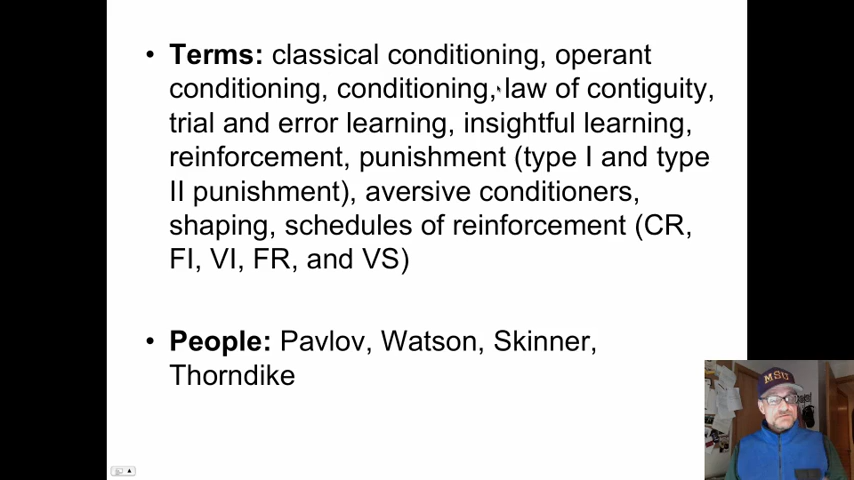 • Terms: classical conditioning, operant
conditioning, conditioning, law of contiguity,
trial and error learning, insightful learning,
reinforcement, punishment (type I and type
II punishment), aversive conditioners,
shaping, schedules of reinforcement (CR,
FI, VI, FR, and VS)
• People: Pavlov, Watson, Skinner,
Thorndike
MSU